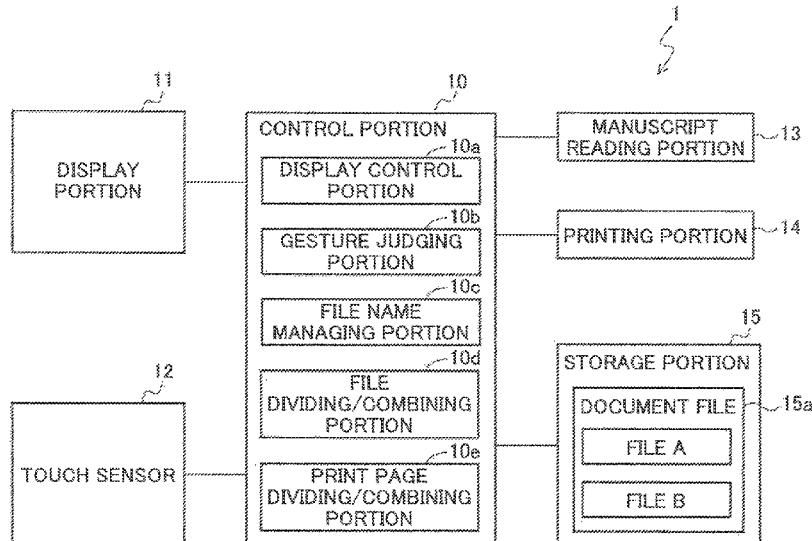 1
11
DISPLAY
PORTION
12
TOUCH SENSOR
10
CONTROL PORTION
10a
DISPLAY CONTROL
PORTION
10b
GESTURE JUDGING
PORTION
10c
FILE NAME
MANAGING PORTION
10d
FILE
DIVIDING/COMBINING
PORTION
10e
PRINT PAGE
DIVIDING/COMBINING
PORTION
MANUSCRIPT
READING PORTION
13
PRINTING PORTION
14
15
STORAGE PORTION
DOCUMENT FILE
15a
FILE A
FILE B